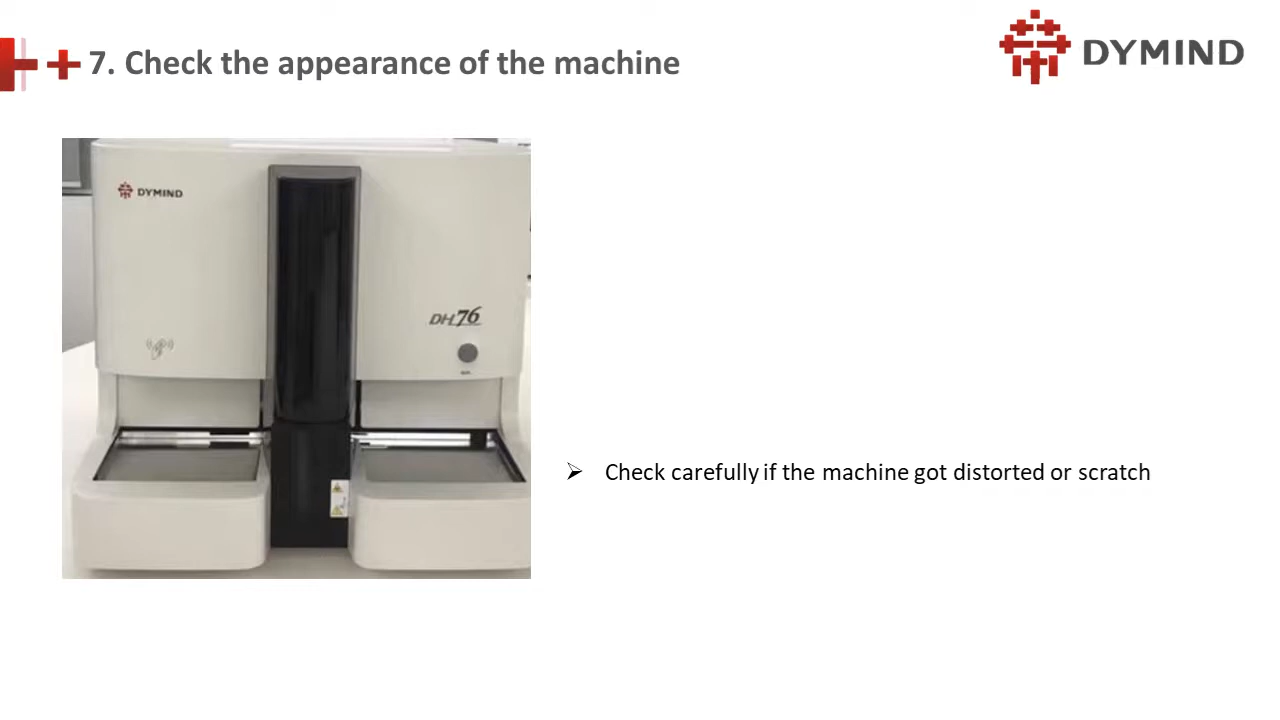 7. Check the appearance of the machine
DYMIND
DYMIND
DH76
Check carefully if the machine got distorted or scratch